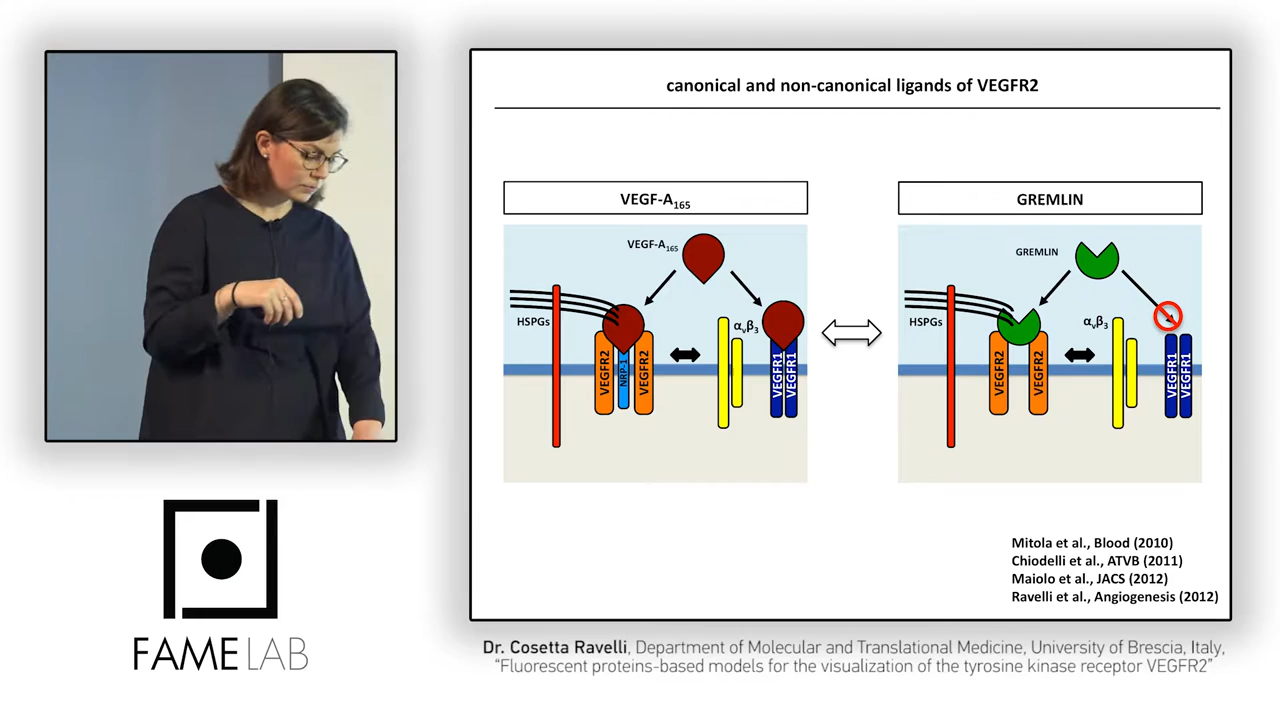 canonical and non-canonical ligands of VEGFR2
VEGF-A165
VEGF-A165
HSPGs
VEGFR2
NRP-1
VEGFR2
αvβ3
VEGFR1
VEGFR1
GREMLIN
GREMLIN
HSPGs
VEGFR2
VEGFR2
αvβ3
VEGFR1
VEGFR1
Mitola et al., Blood (2010)
Chiodelli et al., ATVB (2011)
Maiolo et al., JACS (2012)
Ravelli et al., Angiogenesis (2012)
FAMELAB
Dr. Cosetta Ravelli, Department of Molecular and Translational Medicine, University of Brescia, Italy,
“Fluorescent proteins-based models for the visualization of the tyrosine kinase receptor VEGFR2”